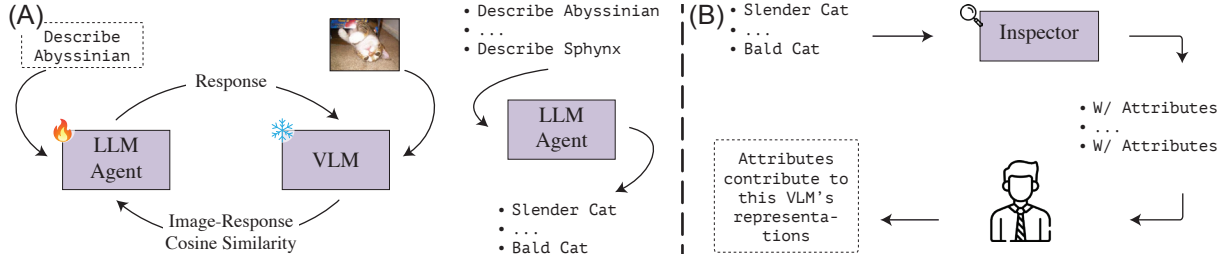 (A)
Describe
Abyssinian
Response
LLM
Agent
VLM
Image-Response
Cosine Similarity
• Describe Abyssinian
• ...
• Describe Sphynx
LLM
Agent
• Slender Cat
• ...
• Bald Cat
(B)
• Slender Cat
• ...
• Bald Cat
Inspector
• W/ Attributes
• ...
• W/ Attributes
Attributes
contribute to
this VLM's
representa-
tions